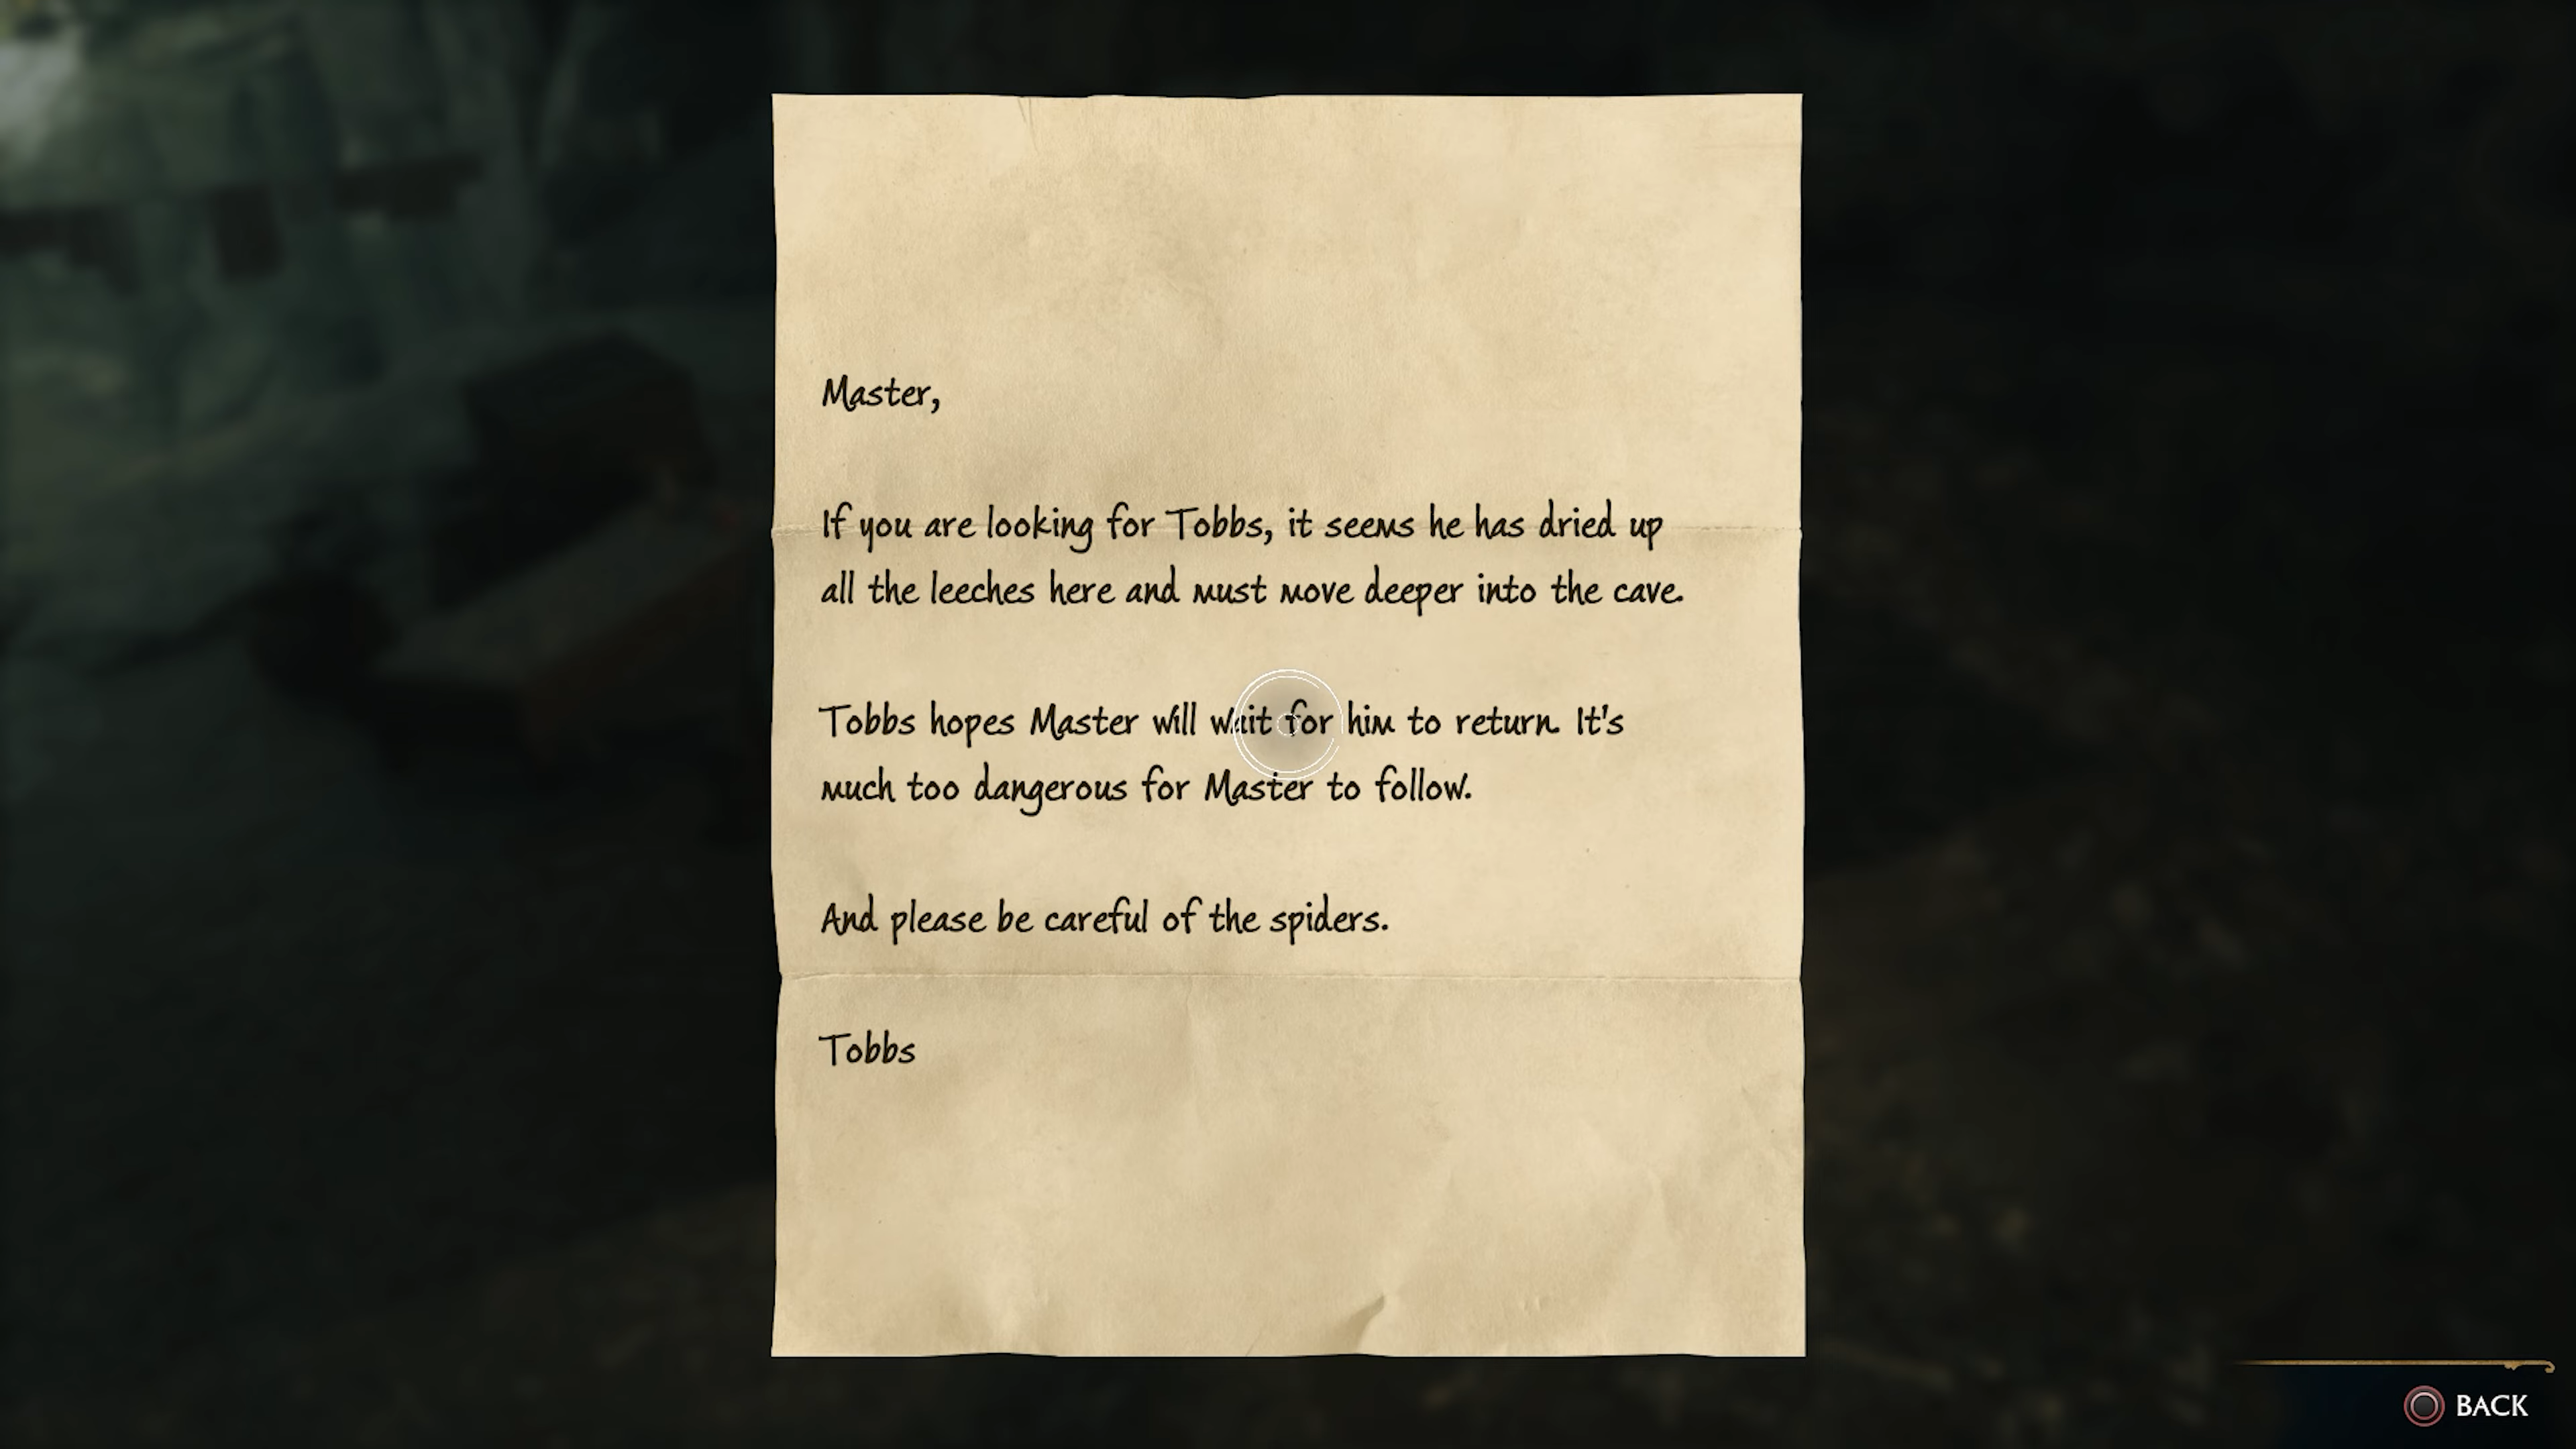 Master,
If you are looking for Tobbs, it seems he has dried up
all the leeches here and must move deeper into the cave.
Tobbs hopes Master will wait for him to return. It's
much too dangerous for Master to follow.
And please be careful of the spiders.
Tobbs
BACK